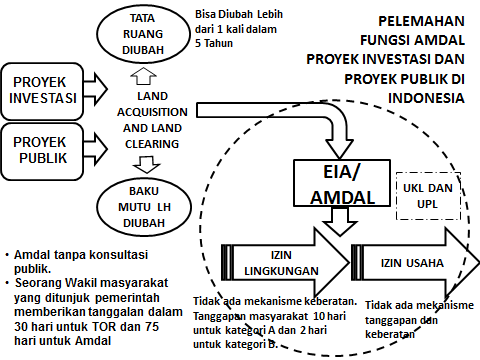 TATA
RUANG
DIUBAH
Bisa Diubah Lebih
dari 1 kali dalam
5 Tahun
PELEMAHAN
FUNGSI AMDAL
PROYEK INVESTASI DAN
PROYEK PUBLIK DI
INDONESIA
PROYEK
INVESTASI
PROYEK
PUBLIK
LAND
ACQUISITION
AND LAND
CLEARING
BAKU
MUTU LH
DIUBAH
EIA/
AMDAL
UKL DAN
UPL
IZIN
LINGKUNGAN
IZIN USAHA
• Amdal tanpa konsultasi
publik.
• Seorang Wakil masyarakat
yang ditunjuk pemerintah
memberikan tanggalan dalam
30 hari untuk TOR dan 75
hari untuk Amdal
Tidak ada mekanisme keberatan.
Tanggapan masyarakat 10 hari
untuk kategori A dan 2 hari
untuk kategori B.
Tidak ada mekanisme
tanggapan dan
keberatan